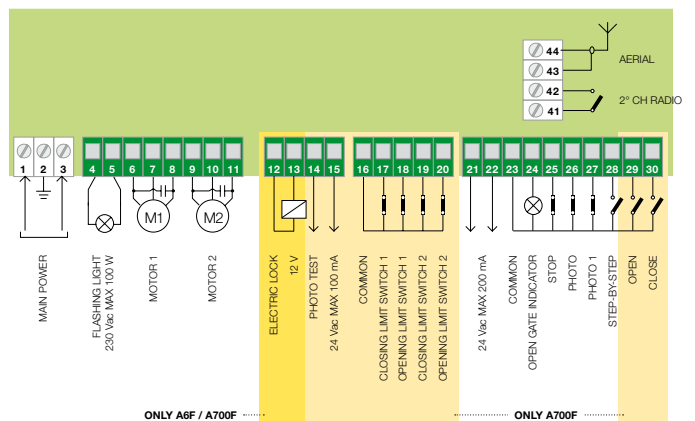 44
43
42
41
AERIAL
2° CH RADIO
1 2 3 4 5 6 7 8 9 10 11 12 13 14 15 16 17 18 19 20 21 22 23 24 25 26 27 28 29 30
M1
M2
MAIN POWER
FLASHING LIGHT
230 Vac MAX 100 W
MOTOR 1
MOTOR 2
ELECTRIC LOCK
12 V
PHOTO TEST
24 Vac MAX 100 mA
COMMON
CLOSING LIMIT SWITCH 1
OPENING LIMIT SWITCH 1
CLOSING LIMIT SWITCH 2
OPENING LIMIT SWITCH 2
24 Vac MAX 200 mA
COMMON
OPEN GATE INDICATOR
STOP
PHOTO
PHOTO 1
STEP-BY-STEP
OPEN
CLOSE
ONLY A6F / A700F
ONLY A700F